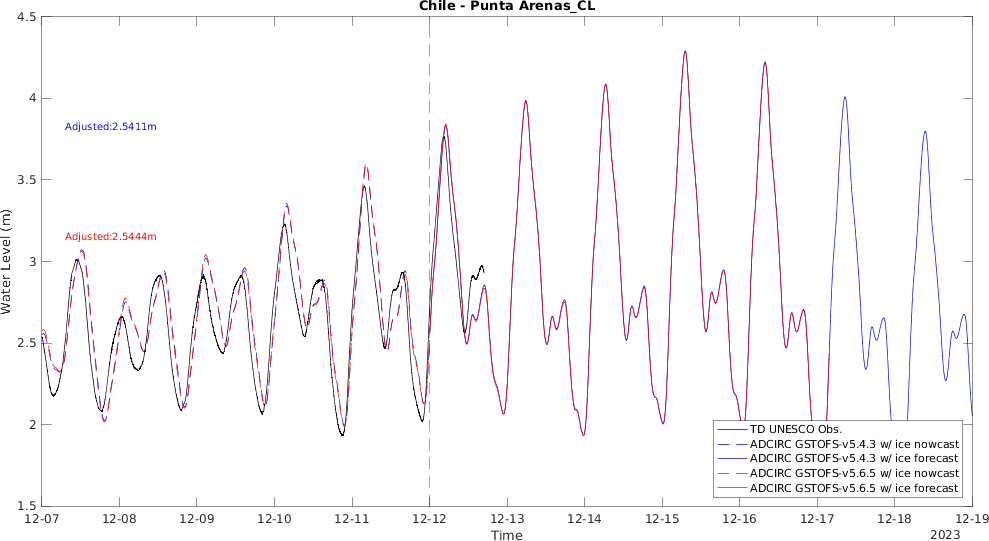 Chile - Punta Arenas_CL
4.5
4
3.5
3
2.5
2
1.5
Water Level (m)
Adjusted:2.5411m
Adjusted:2.5444m
TD UNESCO Obs.
ADCIRC GSTOFS-v5.4.3 w/ ice nowcast
ADCIRC GSTOFS-v5.4.3 w/ ice forecast
ADCIRC GSTOFS-v5.6.5 w/ ice nowcast
ADCIRC GSTOFS-v5.6.5 w/ ice forecast
12-07 12-08 12-09 12-10 12-11 12-12 12-13 12-14 12-15 12-16 12-17 12-18 12-19
Time
2023